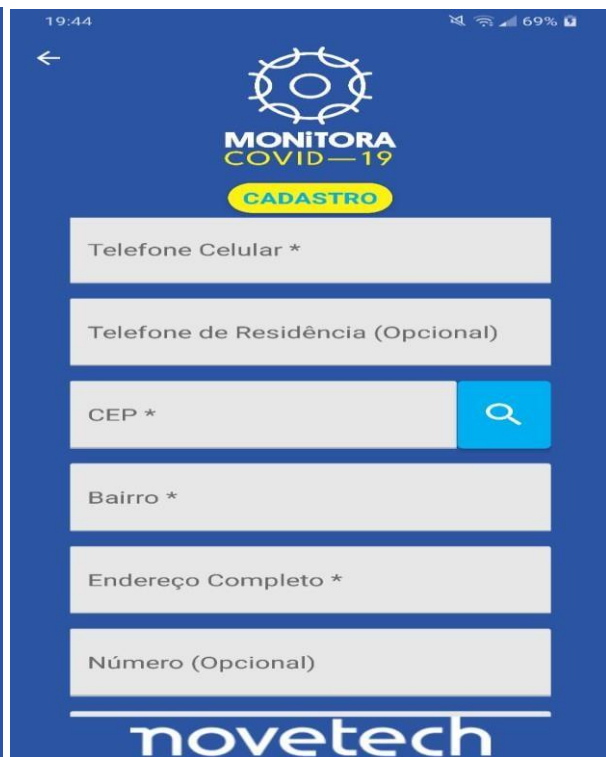 19:44 69%
MONiTORA
COVID—19
CADASTRO
Telefone Celular *
Telefone de Residência (Opcional)
CEP *
Bairro *
Endereço Completo *
Número (Opcional)
novetech